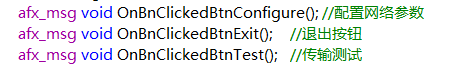 afx_msg void OnBnClickedBtnConfigure();//配置网络参数
afx_msg void OnBnClickedBtnExit();   //退出按钮
afx_msg void OnBnClickedBtnTest();   //传输测试